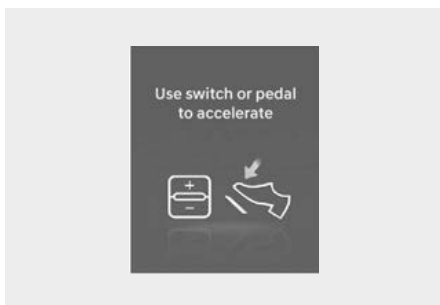 Use switch or pedal
to accelerate
+
−